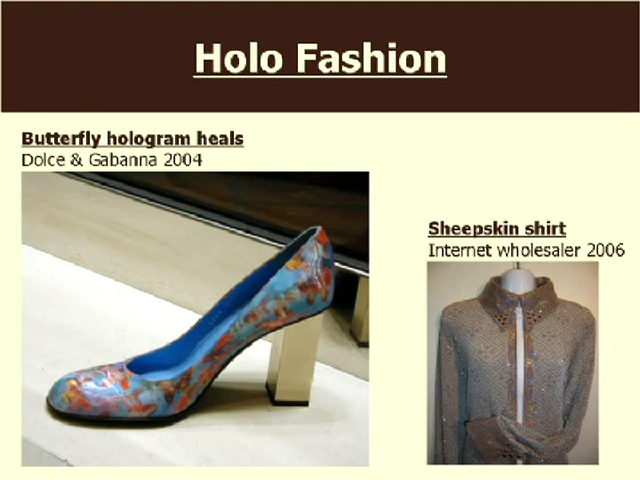 Holo Fashion
Butterfly hologram heals
Dolce & Gabanna 2004
Sheepskin shirt
Internet wholesaler 2006